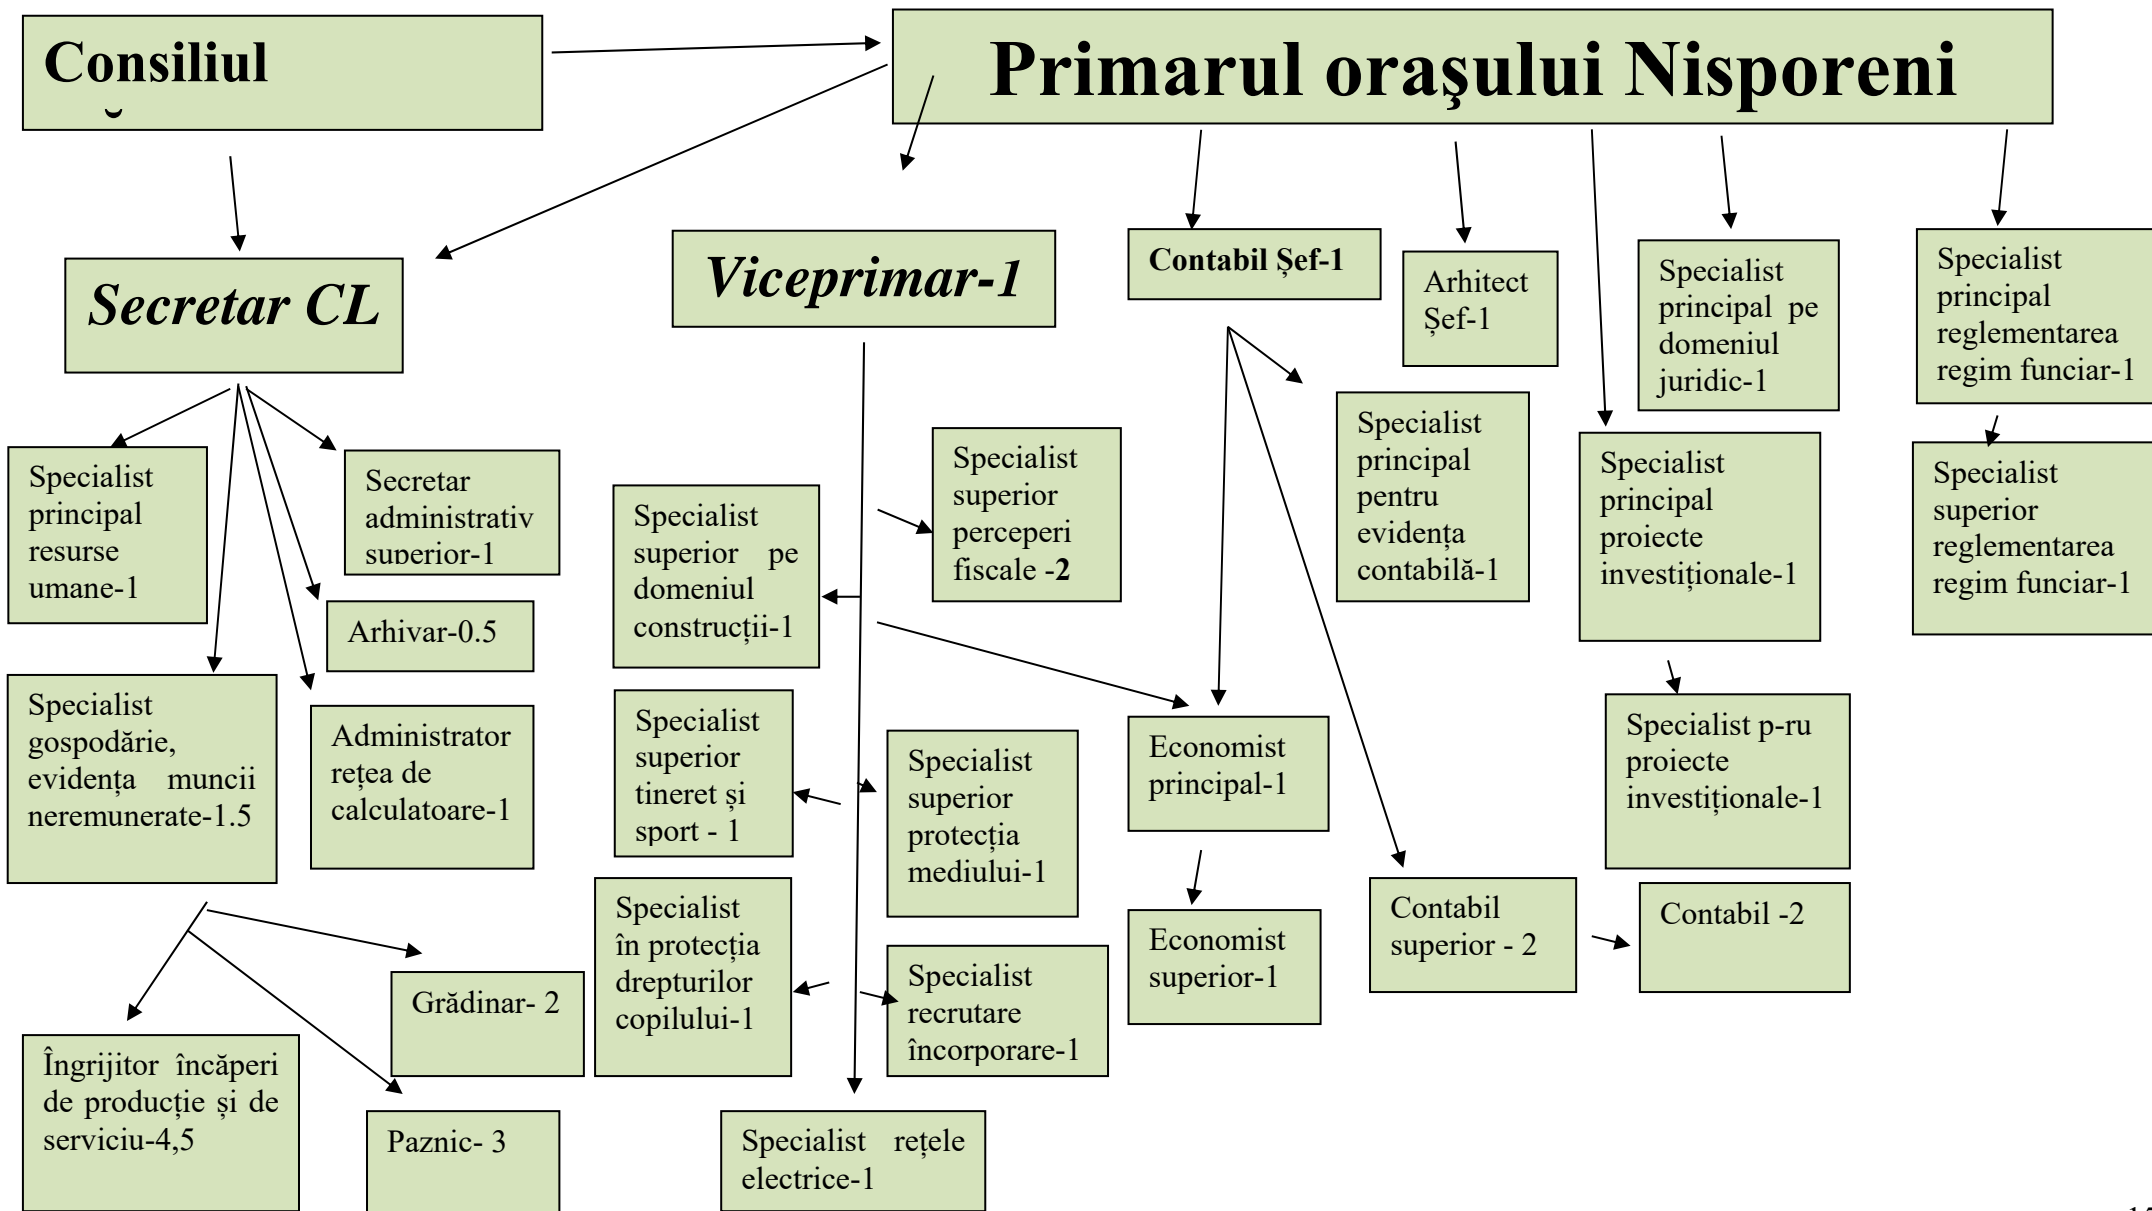 Consiliul
Primarul oraşului Nisporeni
Secretar CL
Viceprimar-1
Contabil Șef-1
Arhitect
Șef-1
Specialist
principal pe
domeniul
juridic-1
Specialist
principal
reglementarea
regim funciar-1
Specialist
principal
resurse
umane-1
Secretar
administrativ
superior-1
Arhivar-0.5
Specialist
gospodărie,
evidența muncii
neremunerate-1.5
Administrator
rețea de
calculatoare-1
Grădinar- 2
Îngrijitor încăperi
de producție și de
serviciu-4,5
Paznic- 3
Specialist
superior pe
domeniul
construcții-1
Specialist
superior
perceperi
fiscale -2
Specialist
superior
tineret și
sport - 1
Specialist
superior
protecția
mediului-1
Specialist
în protecția
drepturilor
copilului-1
Specialist
recrutare
încorporare-1
Specialist rețele
electrice-1
Specialist
principal
pentru
evidența
contabilă-1
Economist
principal-1
Economist
superior-1
Contabil
superior - 2
Contabil -2
Specialist
principal
proiecte
investiționale-1
Specialist p-ru
proiecte
investiționale-1
Specialist
superior
reglementarea
regim funciar-1